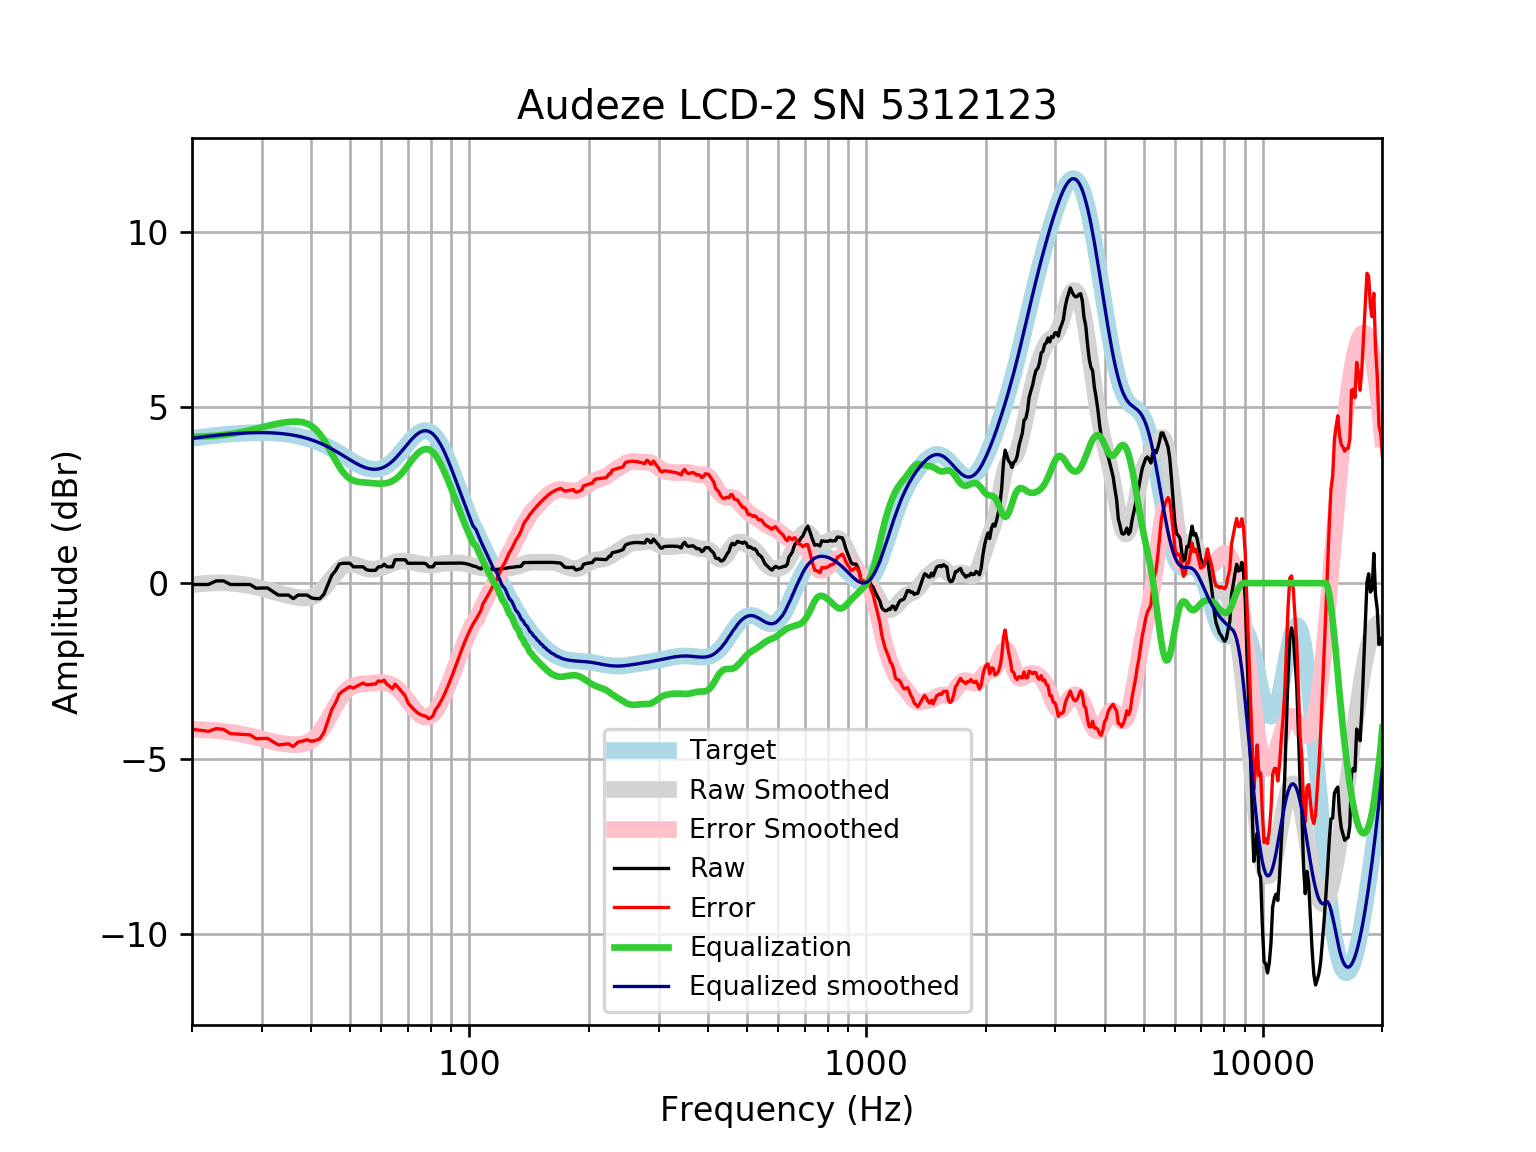 Audeze LCD-2 SN 5312123
Amplitude (dBr)
10
5
0
−5
−10
Target
Raw Smoothed
Error Smoothed
Raw
Error
Equalization
Equalized smoothed
100
1000
10000
Frequency (Hz)